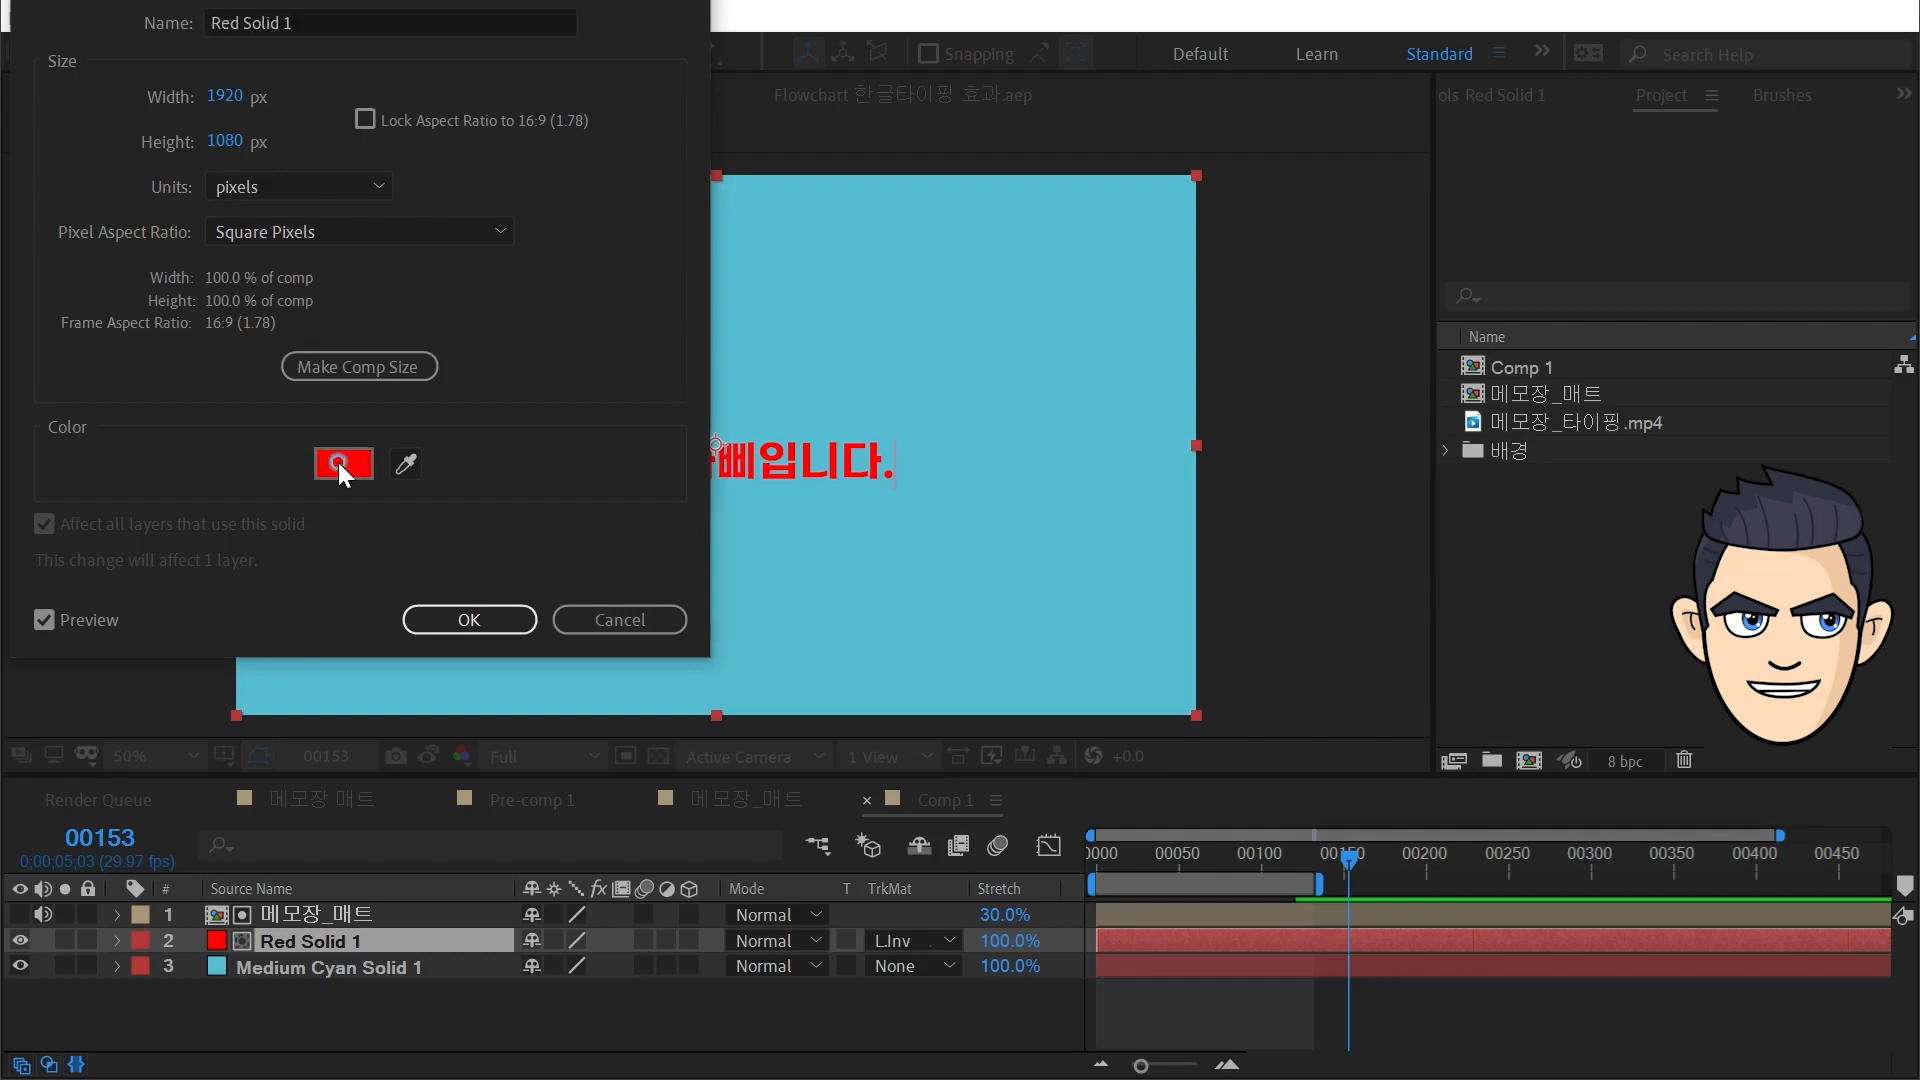 Name: Red Solid 1
Size
Width: 1920 px
Lock Aspect Ratio to 16:9 (1.78)
Height: 1080 px
Units: pixels
Pixel Aspect Ratio: Square Pixels
Width: 100.0 % of comp
Height: 100.0 % of comp
Frame Aspect Ratio: 16:9 (1.78)
Make Comp Size
Color
Affect all layers that use this solid
This change will affect 1 layer.
Preview
OK
Cancel
Snapping
Default
Learn
Standard
Search Help
Flowchart 한글타이핑 효과.aep
삐입니다.
ols Red Solid 1
Project
Brushes
Name
Comp 1
메모장_매트
메모장_타이핑.mp4
배경
8 bpc
50%
00153
Full
Active Camera
1 View
+0.0
Render Queue
메모장 매트
Pre-comp 1
메모장_매트
Comp 1
00153
0;00;05;03 (29.97 fps)
0000 00050 00100 00150 00200 00250 00300 00350 00400 00450
# Source Name fx Mode T TrkMat Stretch
1 메모장_매트 Normal 30.0%
2 Red Solid 1 Normal L.Inv 100.0%
3 Medium Cyan Solid 1 Normal None 100.0%